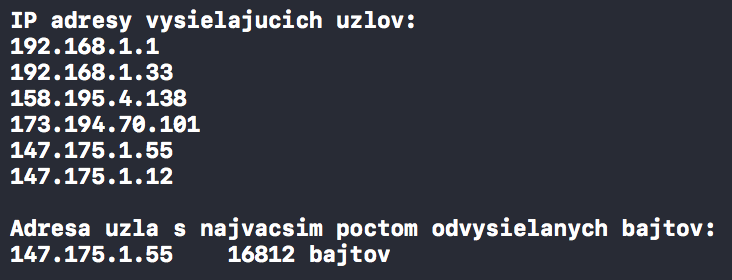 IP adresy vysielajucich uzlov:
192.168.1.1
192.168.1.33
158.195.4.138
173.194.70.101
147.175.1.55
147.175.1.12
Adresa uzla s najvacsim poctom odvysielanych bajtov:
147.175.1.55    16812 bajtov